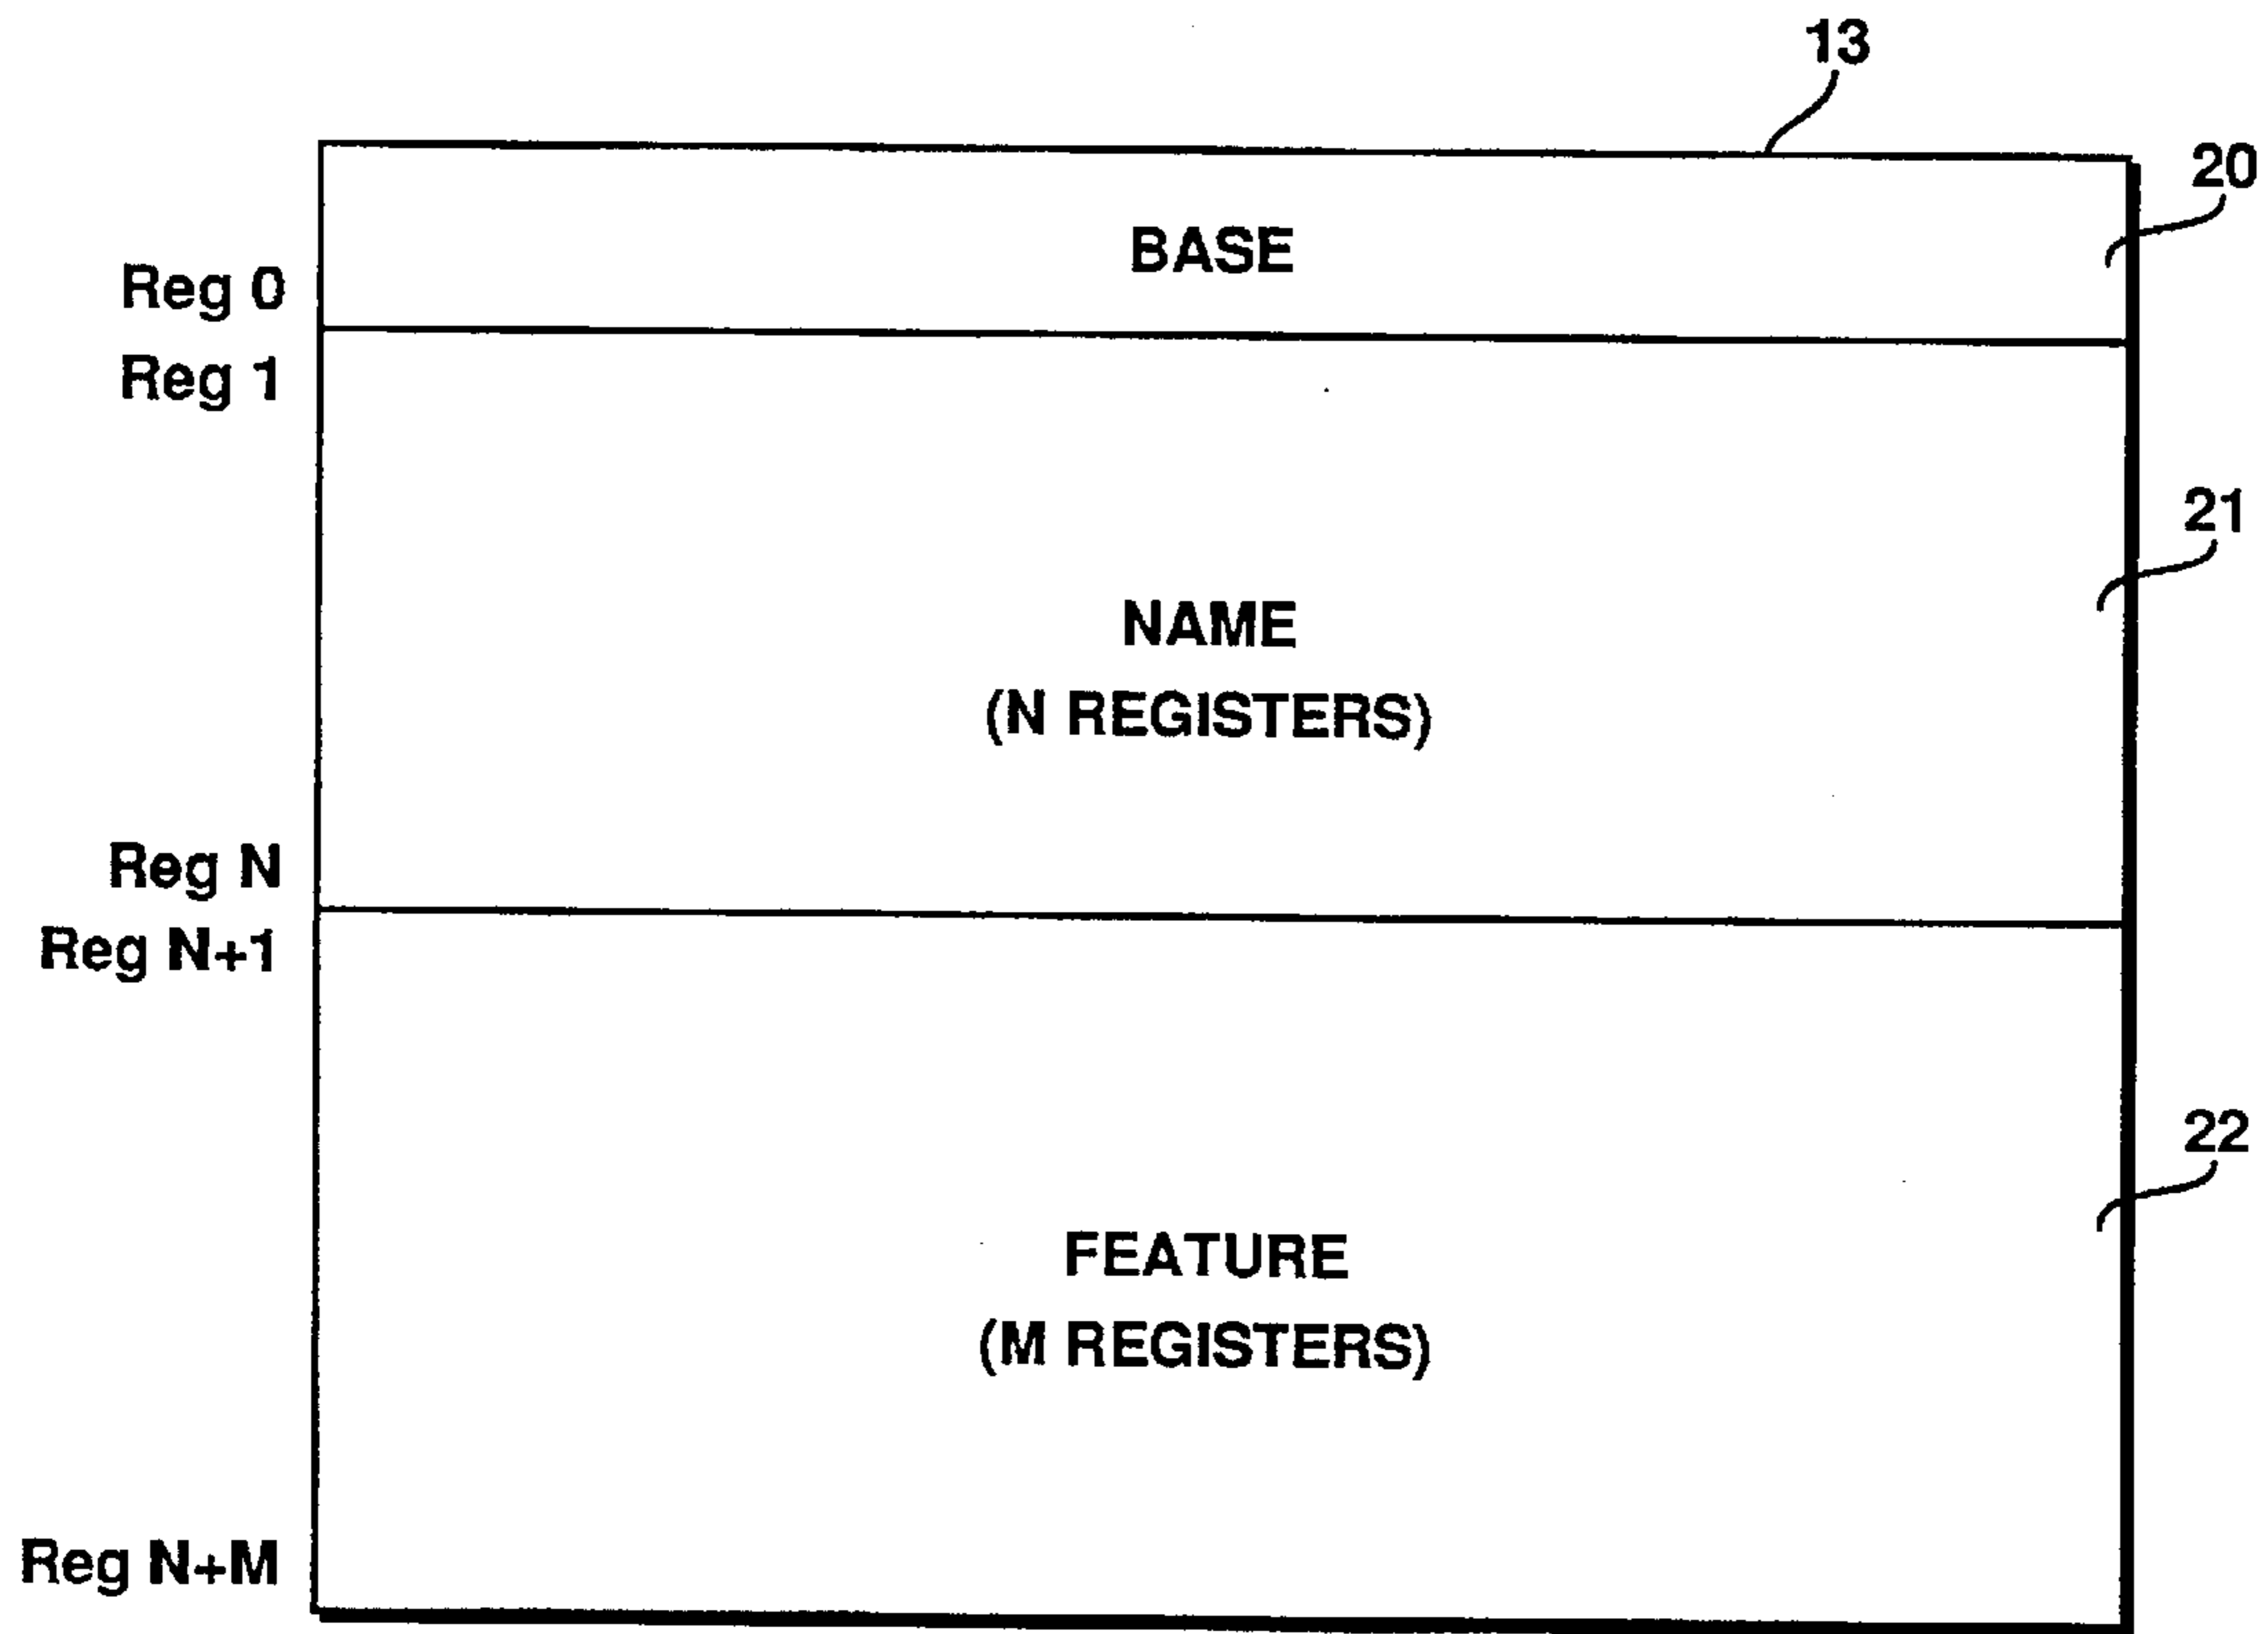 13
20
BASE
Reg 0
Reg 1
21
NAME
(N REGISTERS)
Reg N
Reg N+1
22
FEATURE
(M REGISTERS)
Reg N+M